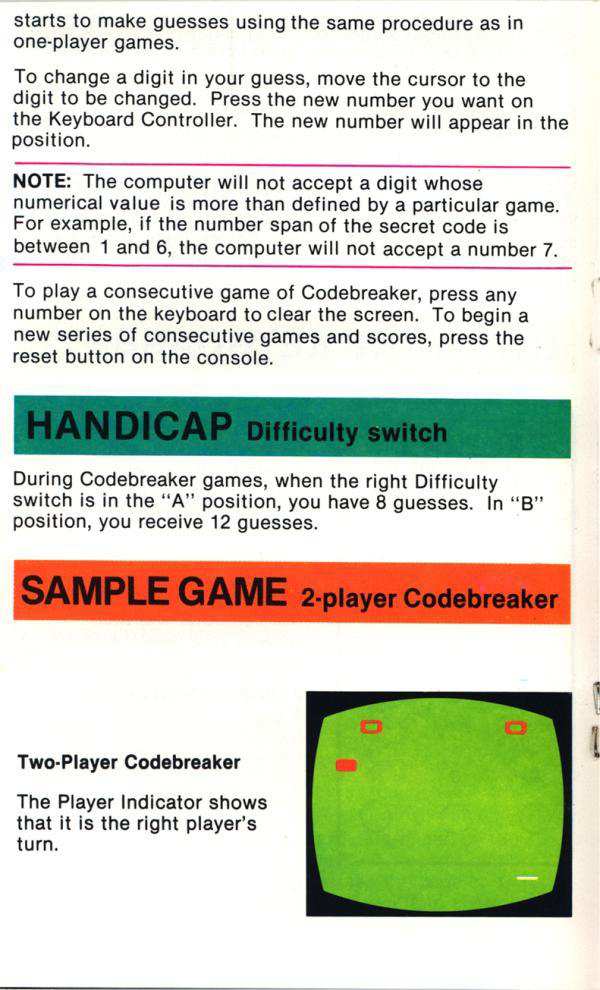 starts to make guesses using the same procedure as in
one-player games.
To change a digit in your guess, move the cursor to the
digit to be changed. Press the new number you want on
the Keyboard Controller. The new number will appear in the
position.
NOTE: The computer will not accept a digit whose
numerical value is more than defined by a particular game.
For example, if the number span of the secret code is
between 1 and 6, the computer will not accept a number 7.
To play a consecutive game of Codebreaker, press any
number on the keyboard to clear the screen. To begin a
new series of consecutive games and scores, press the
reset button on the console.
HANDICAP Difficulty switch
During Codebreaker games, when the right Difficulty
switch is in the “A” position, you have 8 guesses. In “B”
position, you receive 12 guesses.
SAMPLE GAME 2-player Codebreaker
Two-Player Codebreaker
The Player Indicator shows
that it is the right player's
turn.
0 0